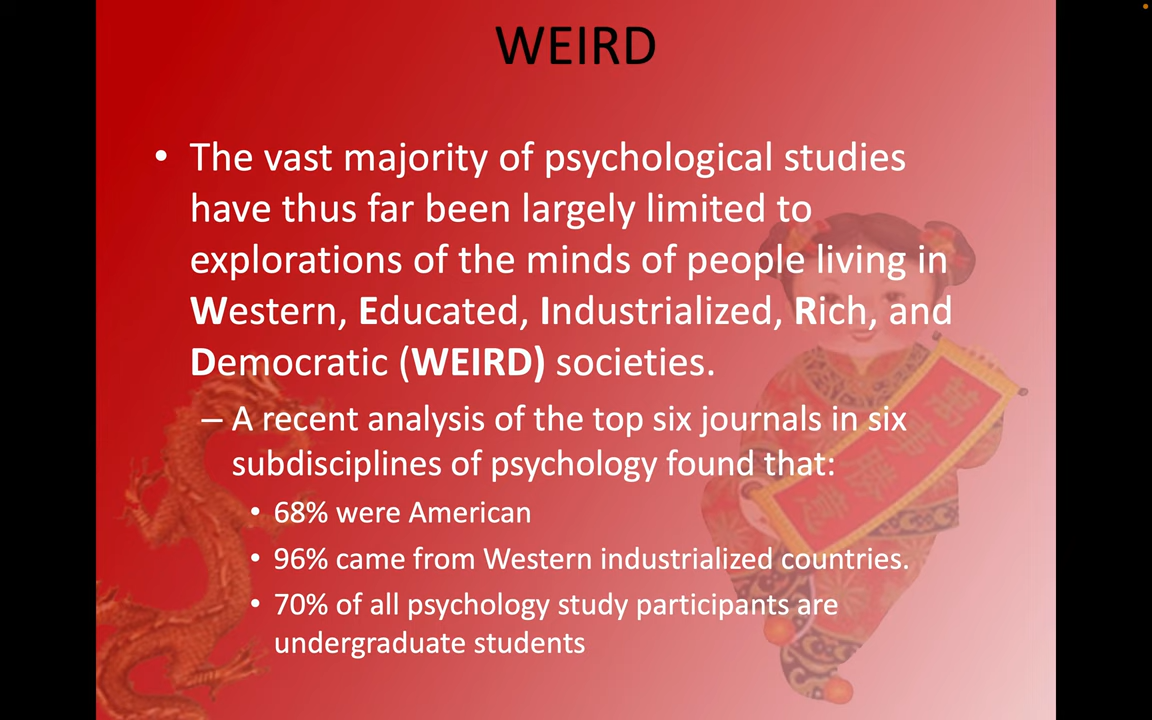 WEIRD
• The vast majority of psychological studies
have thus far been largely limited to
explorations of the minds of people living in
Western, Educated, Industrialized, Rich, and
Democratic (WEIRD) societies.
– A recent analysis of the top six journals in six
subdisciplines of psychology found that:
• 68% were American
• 96% came from Western industrialized countries.
• 70% of all psychology study participants are
undergraduate students